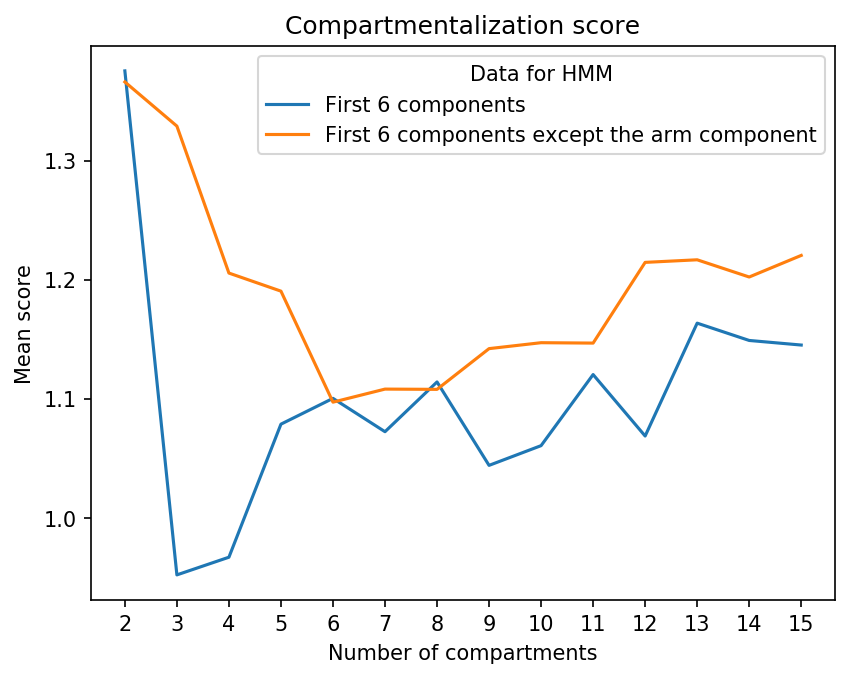 Compartmentalization score
Data for HMM
First 6 components
First 6 components except the arm component
Mean score
1.3
1.2
1.1
1.0
2 3 4 5 6 7 8 9 10 11 12 13 14 15
Number of compartments